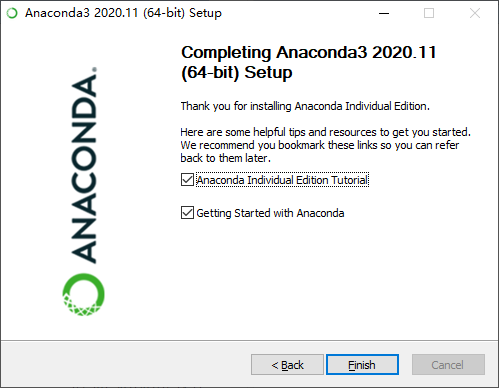 Anaconda3 2020.11 (64-bit) Setup
ANACONDA.
Completing Anaconda3 2020.11
(64-bit) Setup
Thank you for installing Anaconda Individual Edition.
Here are some helpful tips and resources to get you started.
We recommend you bookmark these links so you can refer
back to them later.
Anaconda Individual Edition Tutorial
Getting Started with Anaconda
< Back
Finish
Cancel